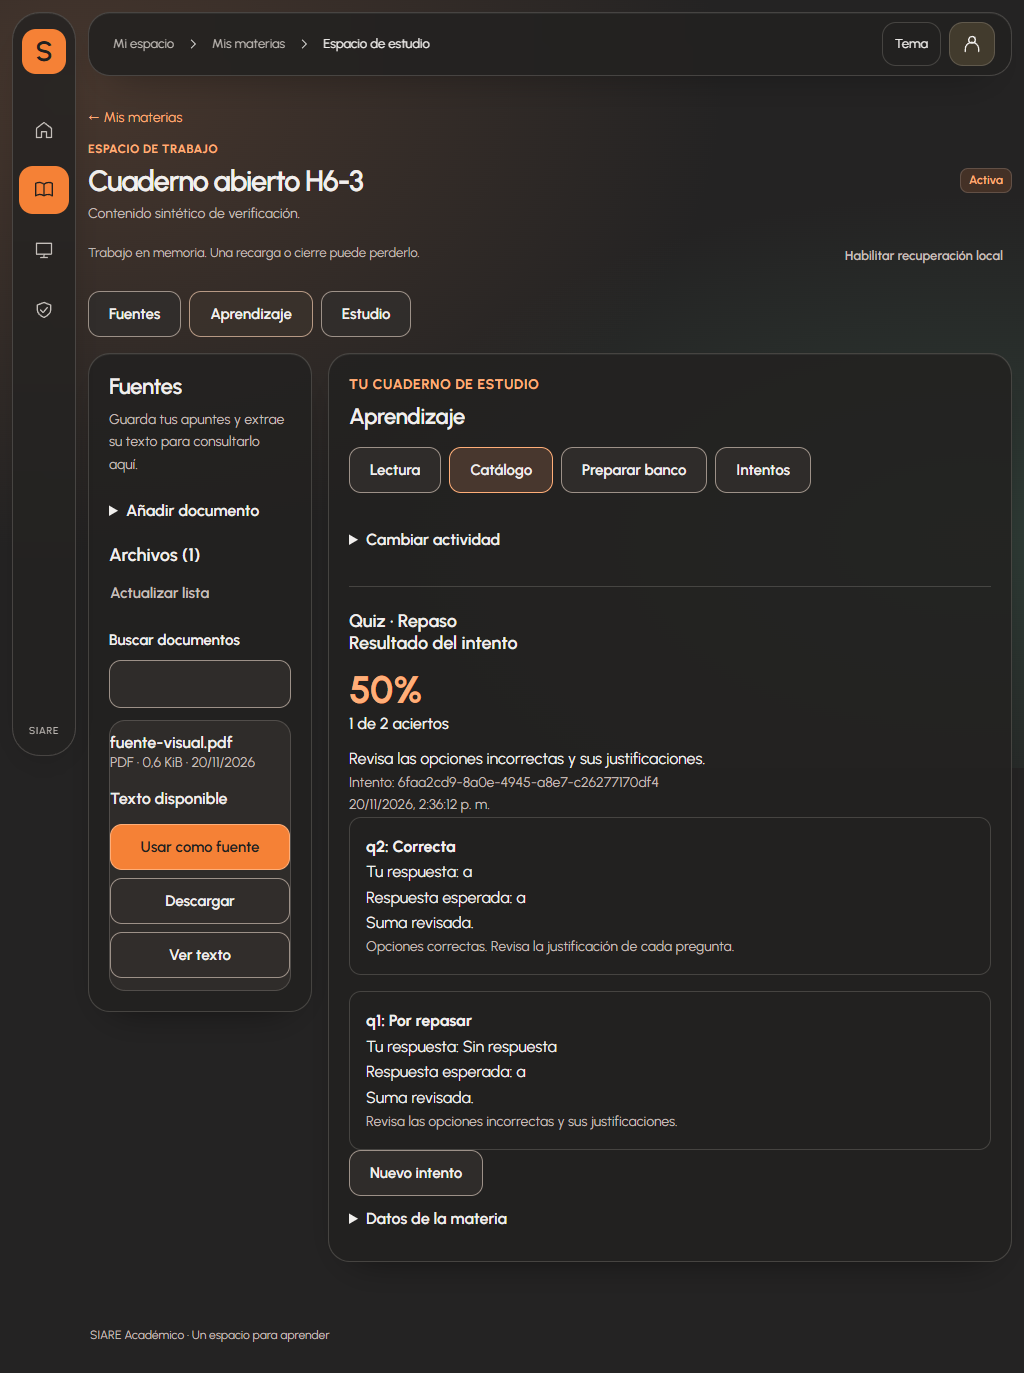 S
Mi espacio > Mis materias > Espacio de estudio
Tema
← Mis materias
ESPACIO DE TRABAJO
Cuaderno abierto H6-3
Activa
Contenido sintético de verificación.
Trabajo en memoria. Una recarga o cierre puede perderlo.
Habilitar recuperación local
Fuentes
Aprendizaje
Estudio
Fuentes
Guarda tus apuntes y extrae
su texto para consultarlo
aquí.
Añadir documento
Archivos (1)
Actualizar lista
Buscar documentos
fuente-visual.pdf
PDF · 0,6 KiB · 20/11/2026
Texto disponible
Usar como fuente
Descargar
Ver texto
SIARE
TU CUADERNO DE ESTUDIO
Aprendizaje
Lectura
Catálogo
Preparar banco
Intentos
Cambiar actividad
Quiz · Repaso
Resultado del intento
50%
1 de 2 aciertos
Revisa las opciones incorrectas y sus justificaciones.
Intento: 6faa2cd9-8a0e-4945-a8e7-c26277170df4
20/11/2026, 2:36:12 p. m.
q2: Correcta
Tu respuesta: a
Respuesta esperada: a
Suma revisada.
Opciones correctas. Revisa la justificación de cada pregunta.
q1: Por repasar
Tu respuesta: Sin respuesta
Respuesta esperada: a
Suma revisada.
Revisa las opciones incorrectas y sus justificaciones.
Nuevo intento
Datos de la materia
SIARE Académico · Un espacio para aprender